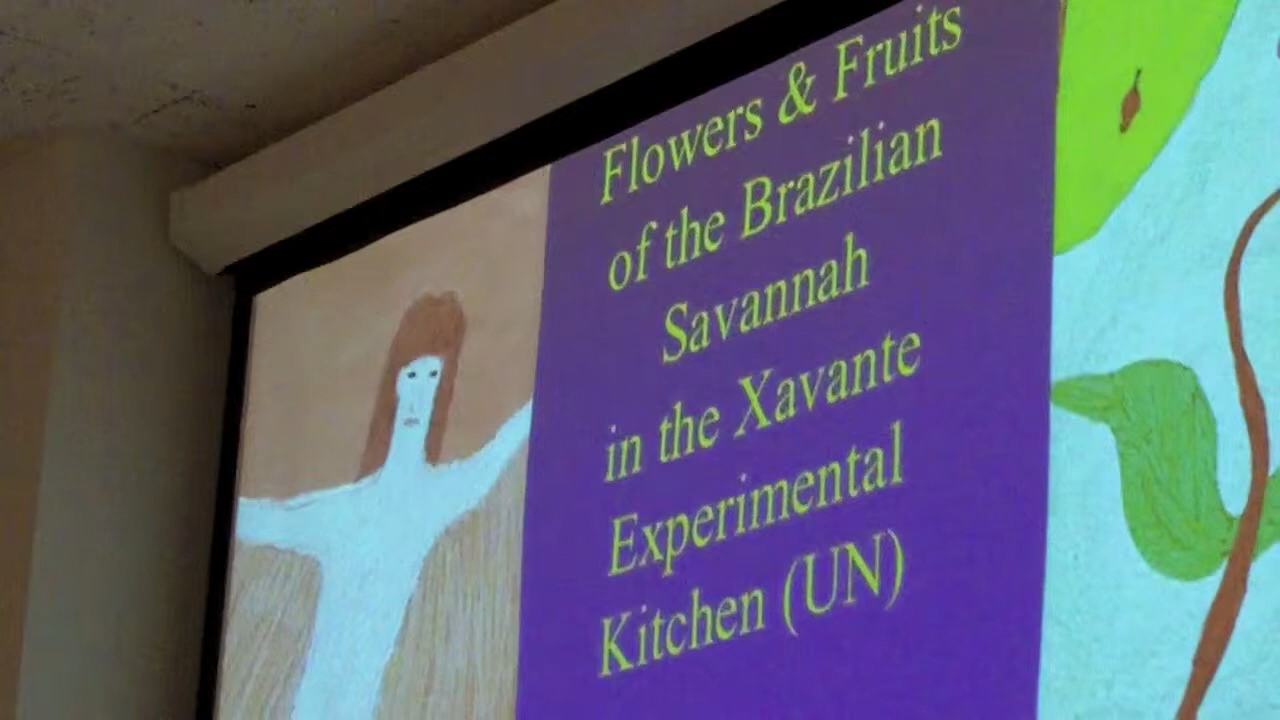 Flowers & Fruits
of the Brazilian
Savannah
in the Xavante
Experimental
Kitchen (UN)